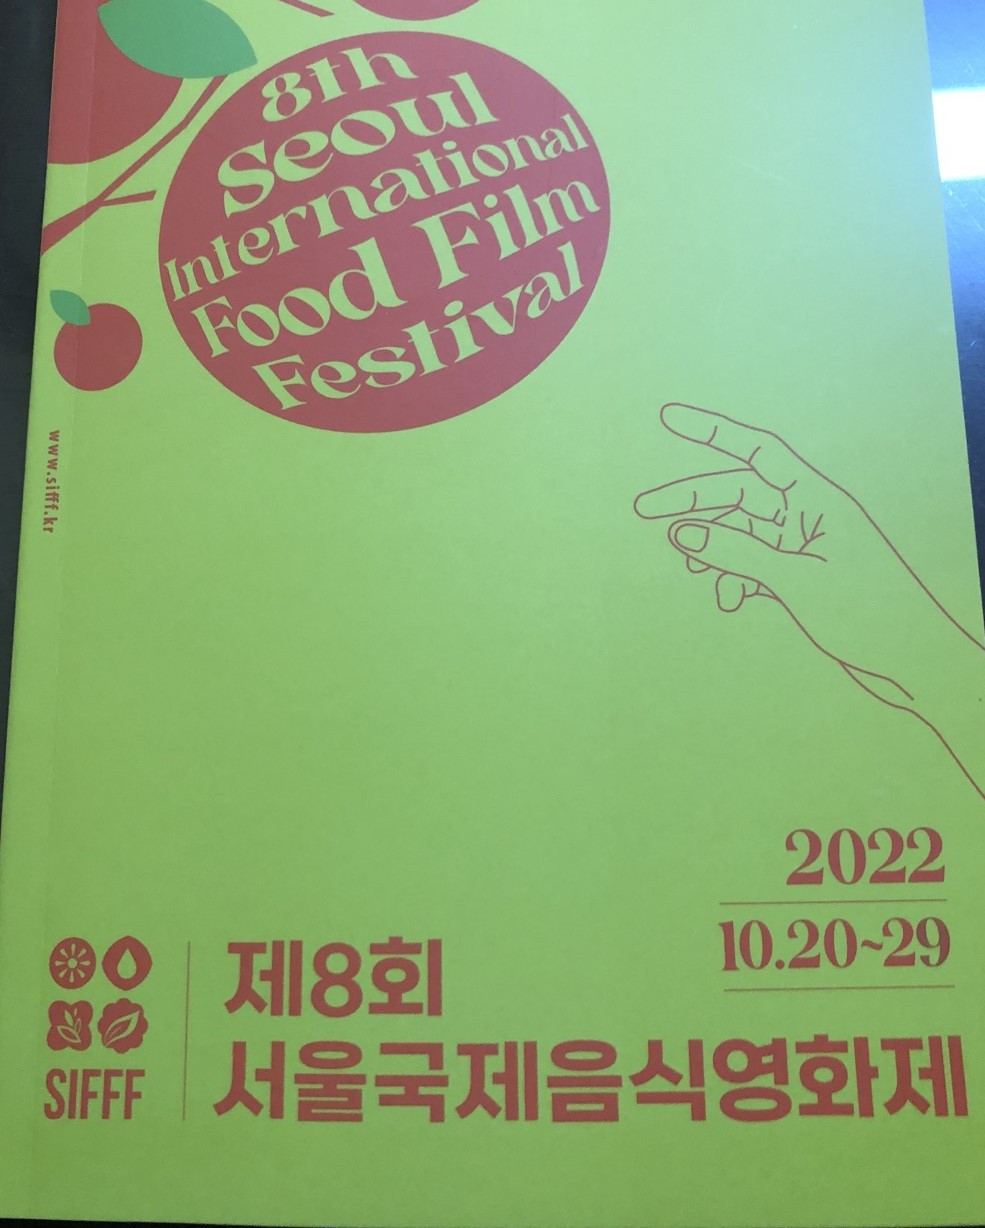 8th
Seoul
International
Food Film
Festival
www.sifff.kr
2022
10.20~29
제8회
서울국제음식영화제
SIFFF